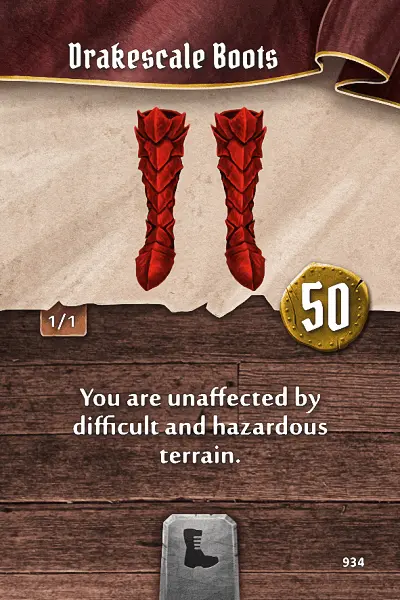 Drakescale Boots
50
1/1
You are unaffected by
difficult and hazardous
terrain.
934